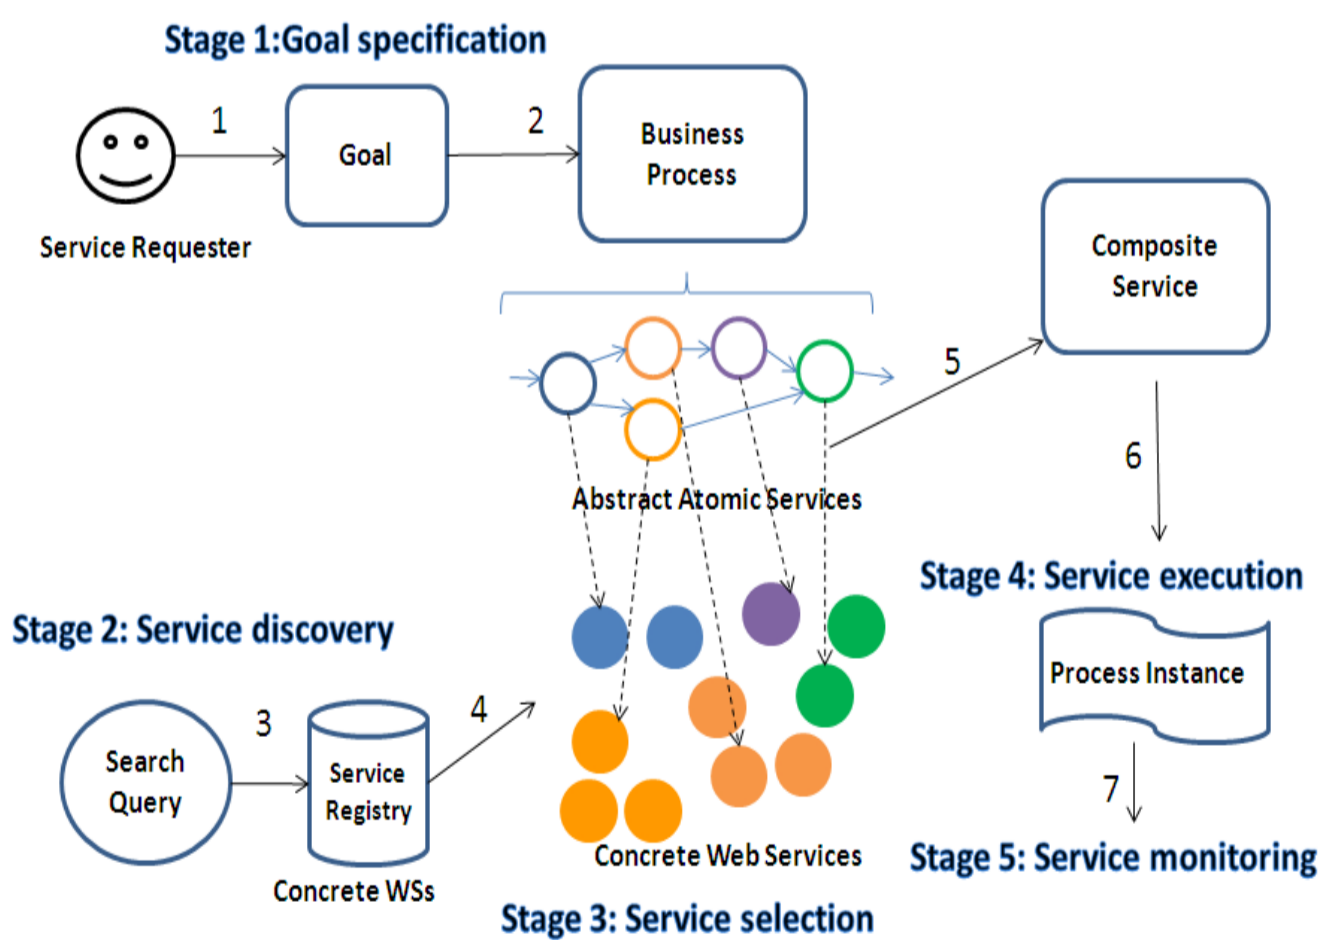 Stage 1:Goal specification
1
2
Goal
Business
Process
Service Requester
Composite
Service
5
6
Abstract Atomic Services
Stage 4: Service execution
Stage 2: Service discovery
Process Instance
3
4
Search
Query
Service
Registry
7
Concrete Web Services
Stage 5: Service monitoring
Concrete WSs
Stage 3: Service selection